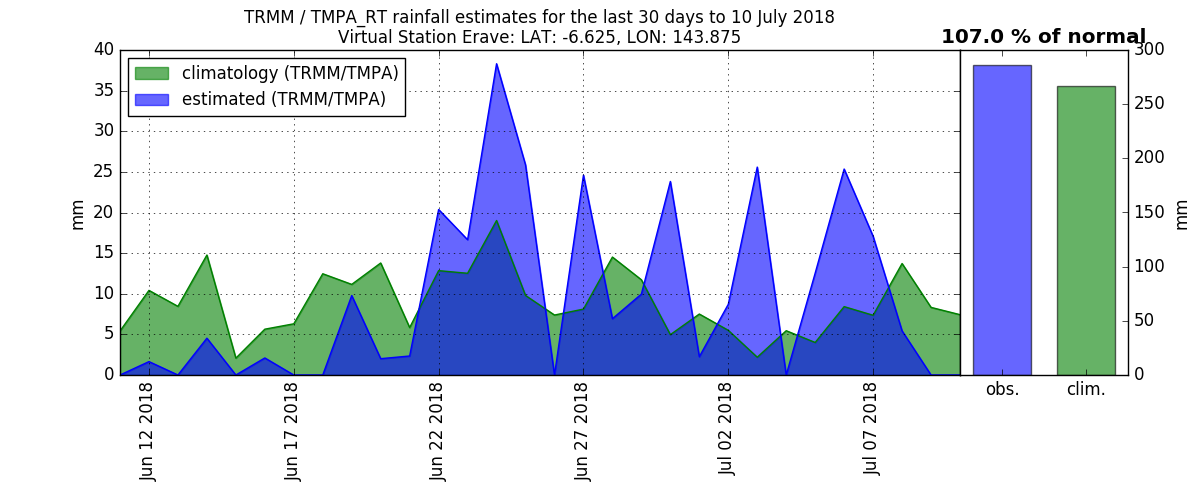 TRMM / TMPA_RT rainfall estimates for the last 30 days to 10 July 2018
Virtual Station Erave: LAT: -6.625, LON: 143.875
107.0 % of normal
climatology (TRMM/TMPA)
estimated (TRMM/TMPA)
mm
40
35
30
25
20
15
10
5
0
Jun 12 2018
Jun 17 2018
Jun 22 2018
Jun 27 2018
Jul 02 2018
Jul 07 2018
300
250
200
150
100
50
0
mm
obs.
clim.